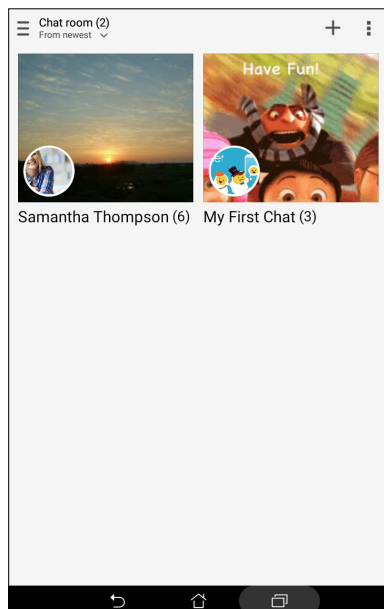 Chat room (2)
From newest
Have Fun!
Samantha Thompson (6)
My First Chat (3)